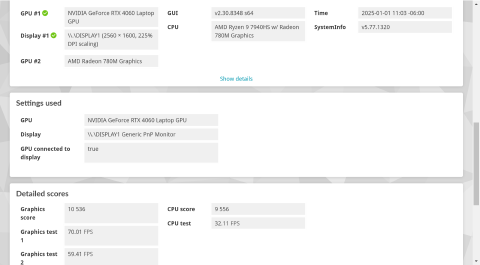 GPU #1
NVIDIA GeForce RTX 4060 Laptop
GPU
Display #1
\\.\DISPLAY1 (2560 × 1600, 225%
DPI scaling)
GPU #2
AMD Radeon 780M Graphics
GUI
v2.30.8348 x64
CPU
AMD Ryzen 9 7940HS w/ Radeon
780M Graphics
Time
2025-01-01 11:03 -06:00
SystemInfo
v5.77.1320
Show details
Settings used
GPU
NVIDIA GeForce RTX 4060 Laptop GPU
Display
\\.\DISPLAY1 Generic PnP Monitor
GPU connected to
display
true
Detailed scores
Graphics
score
10 536
Graphics test
1
70.01 FPS
Graphics test
2
59.41 FPS
CPU score
9 556
CPU test
32.11 FPS